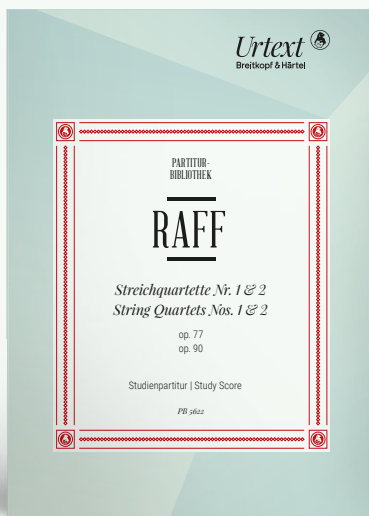 Urtext
Breitkopf & Härtel
PARTITUR-
BIBLIOTHEK
RAFF
Streichquartette Nr. 1 & 2
String Quartets Nos. 1 & 2
op. 77
op. 90
Studienpartitur | Study Score
PB 5622